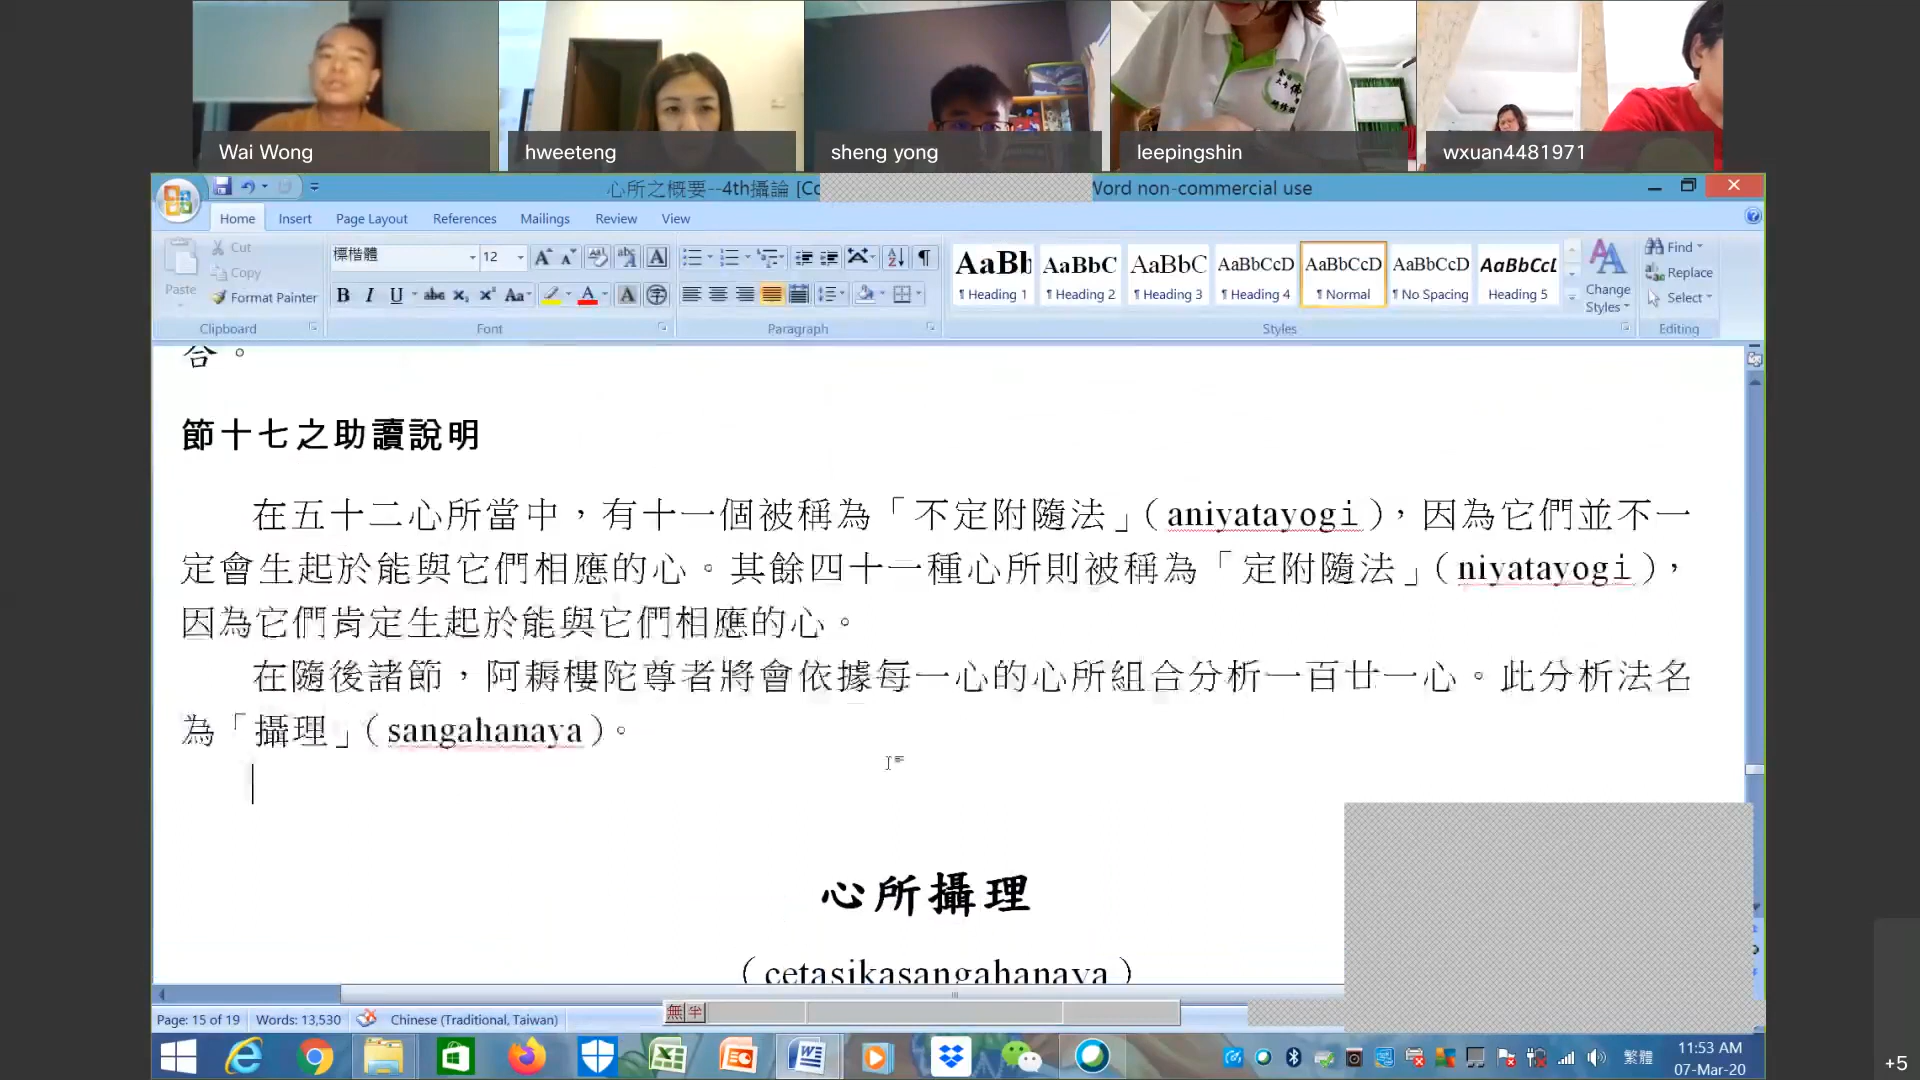 Wai Wong
hweeteng
sheng yong
leepingshin
wxuan4481971
心所之概要--4th攝論 [Co
Word non-commercial use
Home Insert Page Layout References Mailings Review View
Paste
Cut
Copy
Format Painter
Clipboard
標楷體 12
Font
Paragraph
AaBb AaBbC AaBbC AaBbCcD AaBbCcD AaBbCcD AaBbCcL
¶ Heading 1 ¶ Heading 2 ¶ Heading 3 ¶ Heading 4 ¶ Normal ¶ No Spacing Heading 5
Styles
Change Styles
Find
Replace
Select
Editing
合。
節十七之助讀說明
在五十二心所當中，有十一個被稱為「不定附隨法」（aniyatayogi），因為它們並不一
定會生起於能與它們相應的心。其餘四十一種心所則被稱為「定附隨法」（niyatayogi），
因為它們肯定生起於能與它們相應的心。
在隨後諸節，阿耨樓陀尊者將會依據每一心的心所組合分析一百廿一心。此分析法名
為「攝理」（sangahanaya）。
心所攝理
（cetasikasangahanaya）
Page: 15 of 19 Words: 13,530 Chinese (Traditional, Taiwan)
無半
繁體
11:53 AM
07-Mar-20
+5